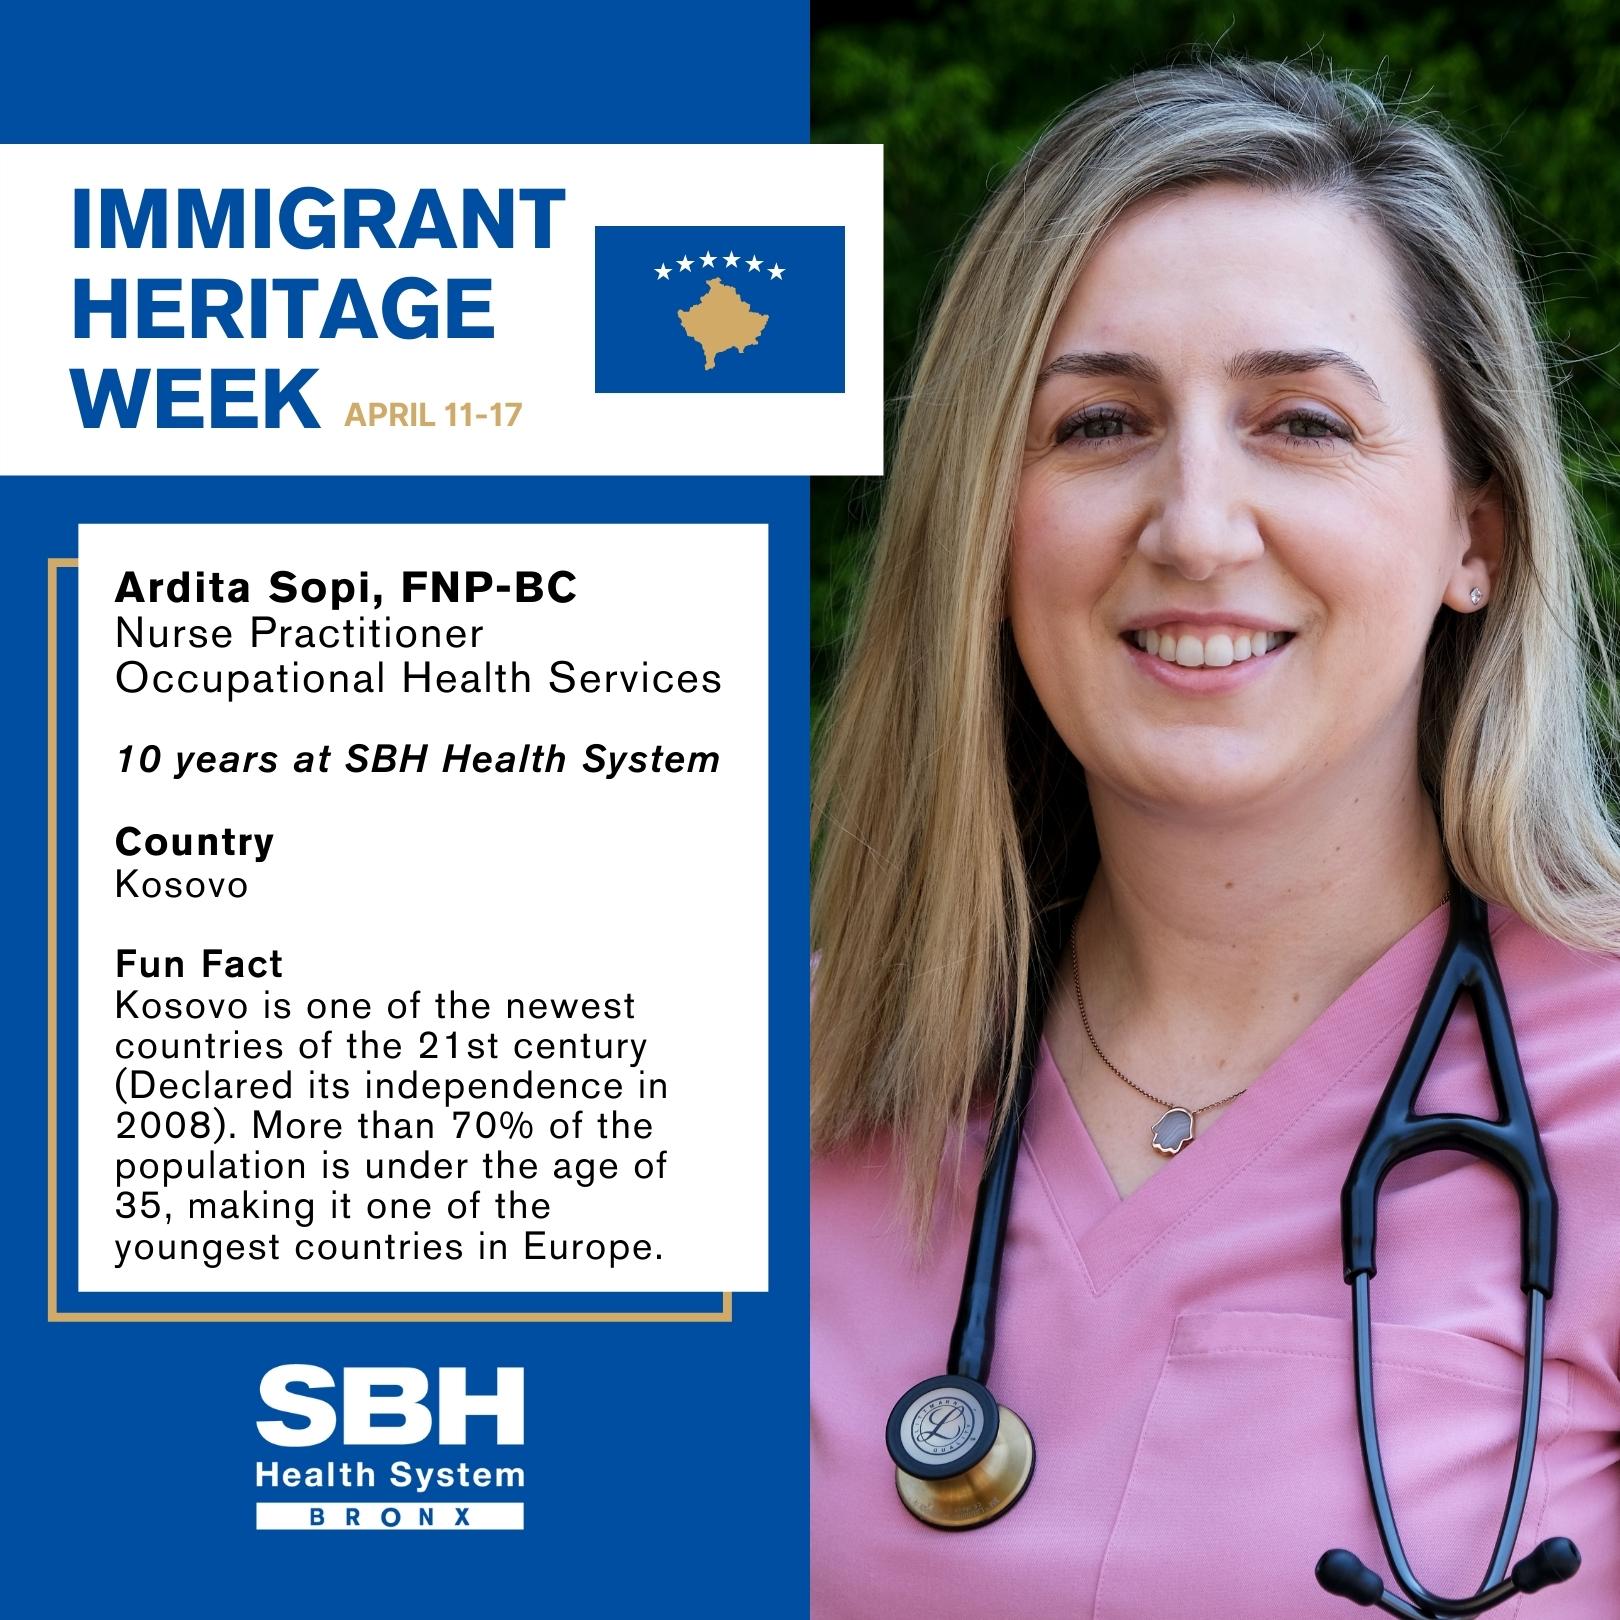 IMMIGRANT
HERITAGE
WEEK APRIL 11-17
Ardita Sopi, FNP-BC
Nurse Practitioner
Occupational Health Services
10 years at SBH Health System
Country
Kosovo
Fun Fact
Kosovo is one of the newest
countries of the 21st century
(Declared its independence in
2008). More than 70% of the
population is under the age of
35, making it one of the
youngest countries in Europe.
SBH
Health System
BRONX
LITTMANN
QUALITY